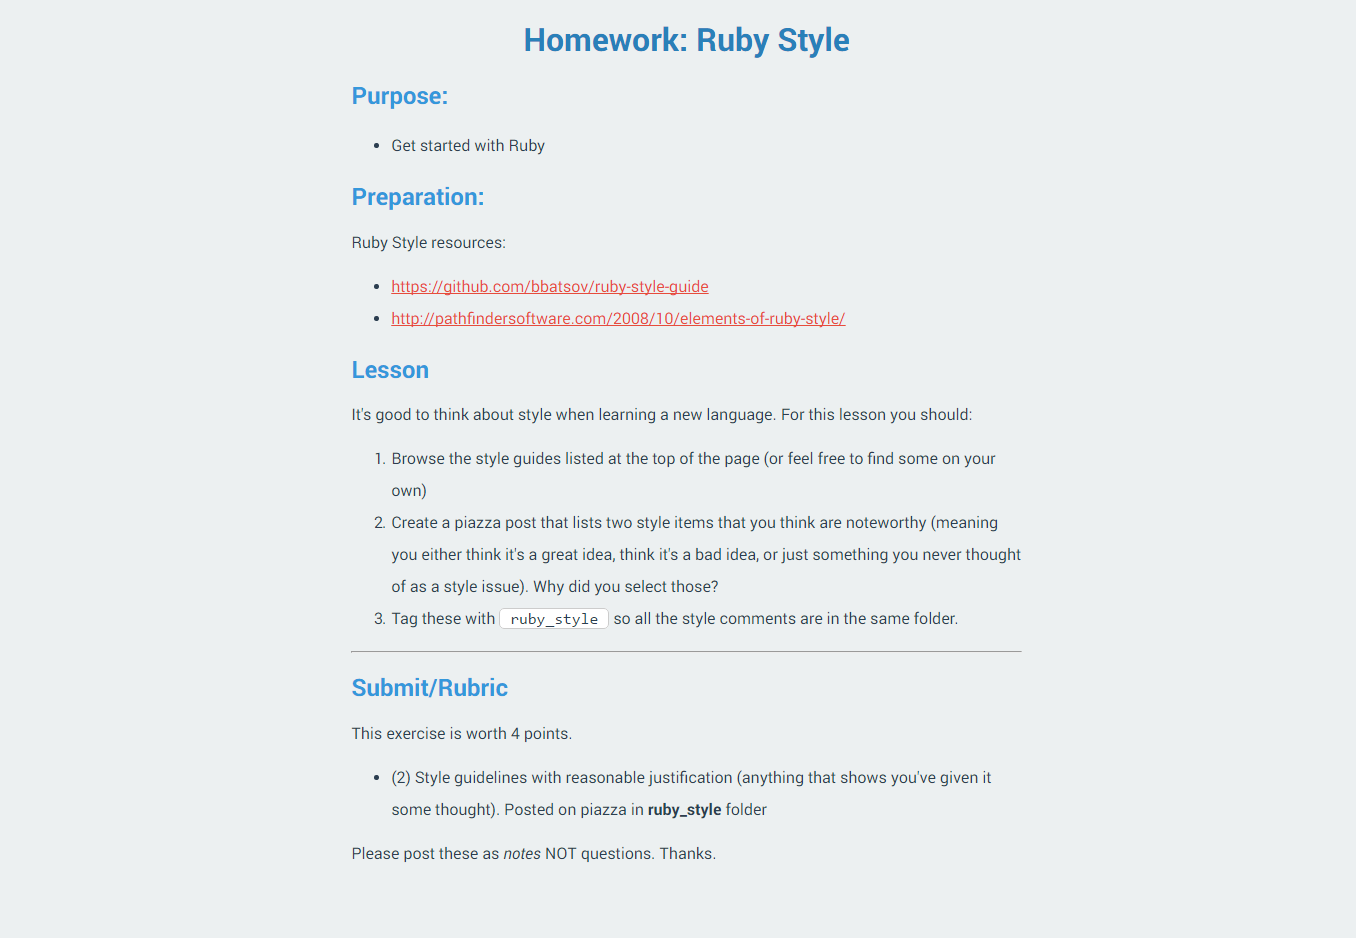 Homework: Ruby Style
Purpose:
• Get started with Ruby
Preparation:
Ruby Style resources:
• https://github.com/bbatsov/ruby-style-guide
• http://pathfindersoftware.com/2008/10/elements-of-ruby-style/
Lesson
It's good to think about style when learning a new language. For this lesson you should:
1. Browse the style guides listed at the top of the page (or feel free to find some on your
own)
2. Create a piazza post that lists two style items that you think are noteworthy (meaning
you either think it's a great idea, think it's a bad idea, or just something you never thought
of as a style issue). Why did you select those?
3. Tag these with ruby_style so all the style comments are in the same folder.
Submit/Rubric
This exercise is worth 4 points.
• (2) Style guidelines with reasonable justification (anything that shows you've given it
some thought). Posted on piazza in ruby_style folder
Please post these as notes NOT questions. Thanks.